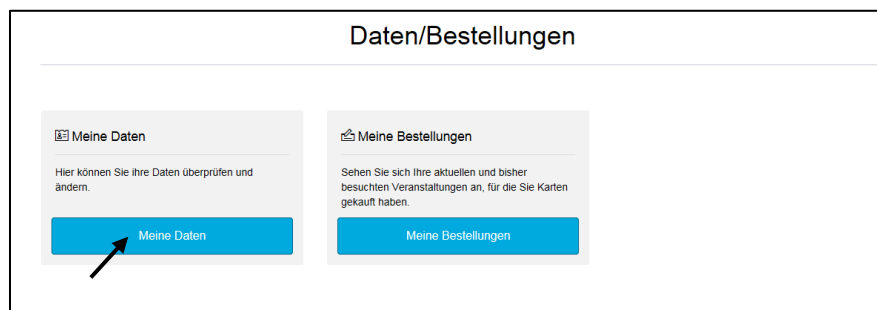 Daten/Bestellungen
Meine Daten
Hier können Sie ihre Daten überprüfen und
ändern.
Meine Daten
Meine Bestellungen
Sehen Sie sich Ihre aktuellen und bisher
besuchten Veranstaltungen an, für die Sie Karten
gekauft haben.
Meine Bestellungen